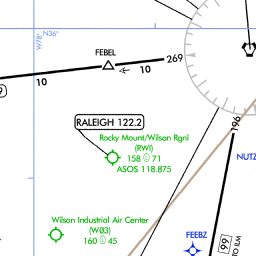 N36°
W78°
FEBEL
269
10
10
RALEIGH 122.2
Rocky Mount/Wilson Rgnl
(RWI)
158 71
ASOS 118.875
196
NUTZ
Wilson Industrial Air Center
(W03)
160 45
FEEBZ
99